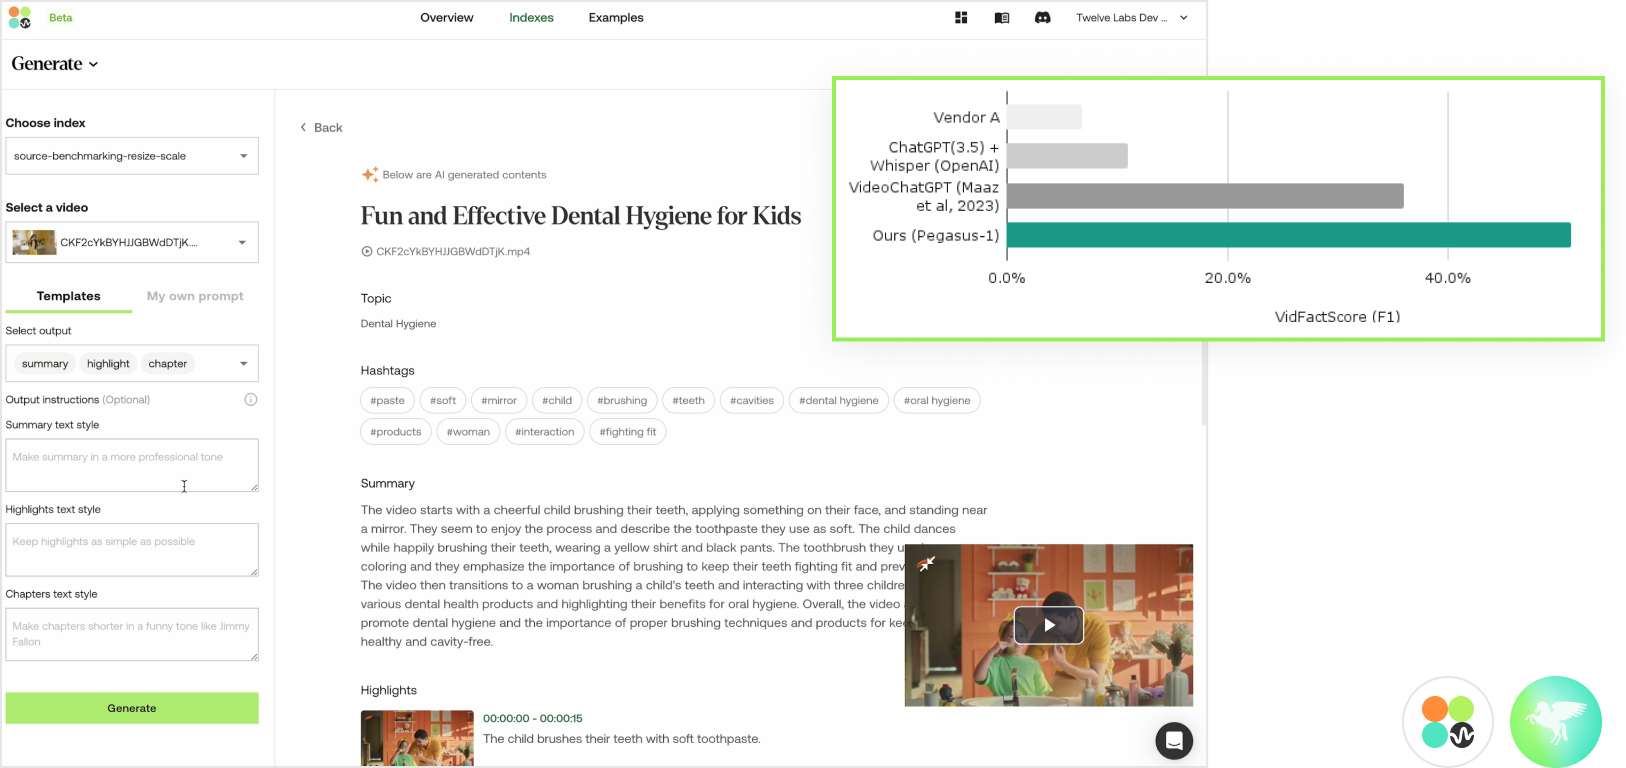 Beta
Overview
Indexes
Examples
Twelve Labs Dev ...
Generate
Choose index
source-benchmarking-resize-scale
Select a video
CKF2cYkBYHJJGBWdDTjK....
Templates
My own prompt
Select output
summary
highlight
chapter
Output instructions (Optional)
Summary text style
Make summary in a more professional tone
Highlights text style
Keep highlights as simple as possible
Chapters text style
Make chapters shorter in a funny tone like Jimmy
Fallon
Generate
Back
Below are AI generated contents
Fun and Effective Dental Hygiene for Kids
CKF2cYkBYHJJGBWdDTjK.mp4
Topic
Dental Hygiene
Hashtags
#paste #soft #mirror #child #brushing #teeth #cavities #dental hygiene #oral hygiene
#products #woman #interaction #fighting fit
Summary
The video starts with a cheerful child brushing their teeth, applying something on their face, and standing near
a mirror. They seem to enjoy the process and describe the toothpaste they use as soft. The child dances
while happily brushing their teeth, wearing a yellow shirt and black pants. The toothbrush they
coloring and they emphasize the importance of brushing to keep their teeth fighting fit and
The video then transitions to a woman brushing a child's teeth and interacting with three
various dental health products and highlighting their benefits for oral hygiene. Overall, the video
promote dental hygiene and the importance of proper brushing techniques and products for
healthy and cavity-free.
Highlights
00:00:00 - 00:00:15
The child brushes their teeth with soft toothpaste.
Vendor A
ChatGPT(3.5) +
Whisper (OpenAI)
VideoChatGPT (Maaz
et al, 2023)
Ours (Pegasus-1)
0.0% 20.0% 40.0%
VidFactScore (F1)